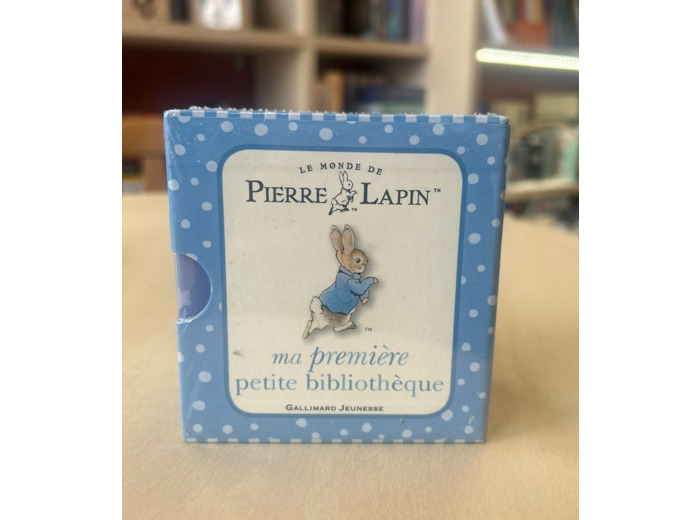 LE MONDE DE
PIERRE LAPIN™
™
ma première
petite bibliothèque
GALLIMARD JEUNESSE